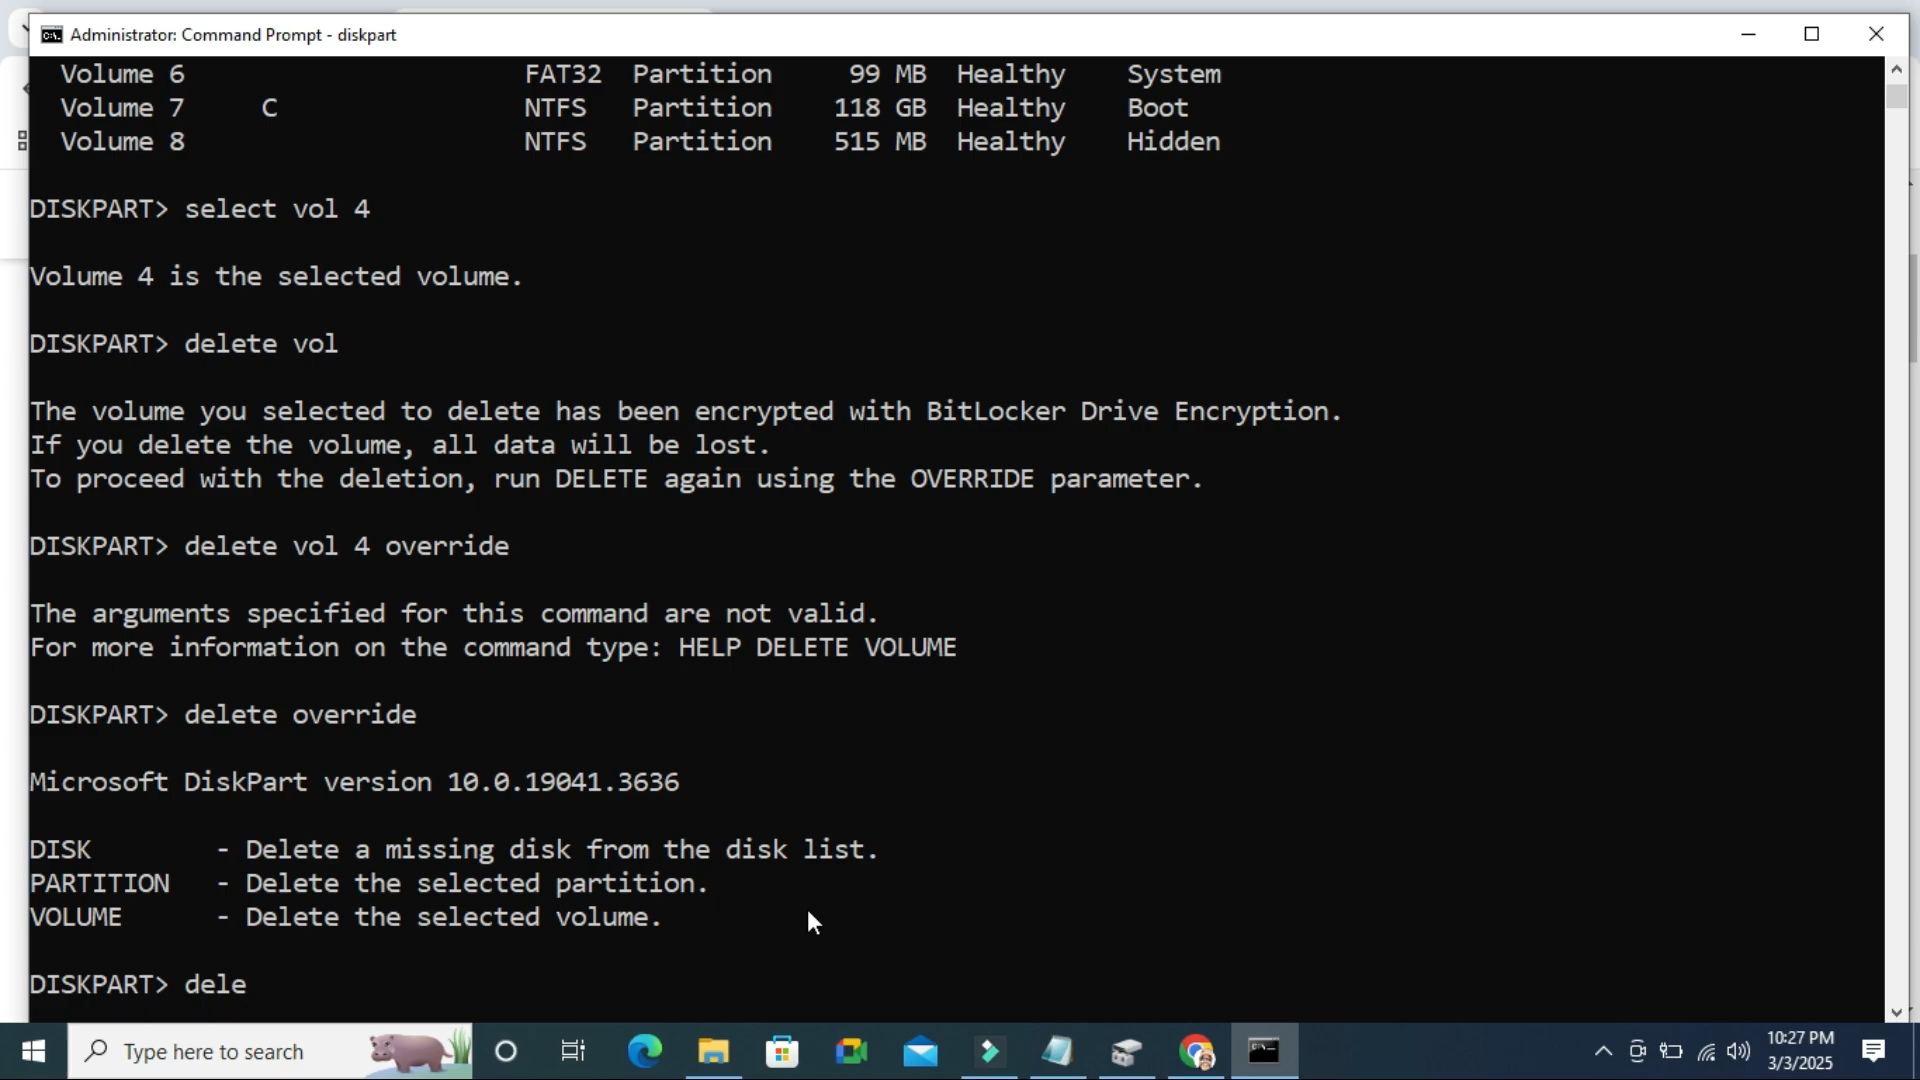 Administrator: Command Prompt - diskpart
Volume 6 FAT32 Partition 99 MB Healthy System
Volume 7 C NTFS Partition 118 GB Healthy Boot
Volume 8 NTFS Partition 515 MB Healthy Hidden
DISKPART> select vol 4
Volume 4 is the selected volume.
DISKPART> delete vol
The volume you selected to delete has been encrypted with BitLocker Drive Encryption.
If you delete the volume, all data will be lost.
To proceed with the deletion, run DELETE again using the OVERRIDE parameter.
DISKPART> delete vol 4 override
The arguments specified for this command are not valid.
For more information on the command type: HELP DELETE VOLUME
DISKPART> delete override
Microsoft DiskPart version 10.0.19041.3636
DISK - Delete a missing disk from the disk list.
PARTITION - Delete the selected partition.
VOLUME - Delete the selected volume.
DISKPART> dele
Type here to search
10:27 PM
3/3/2025